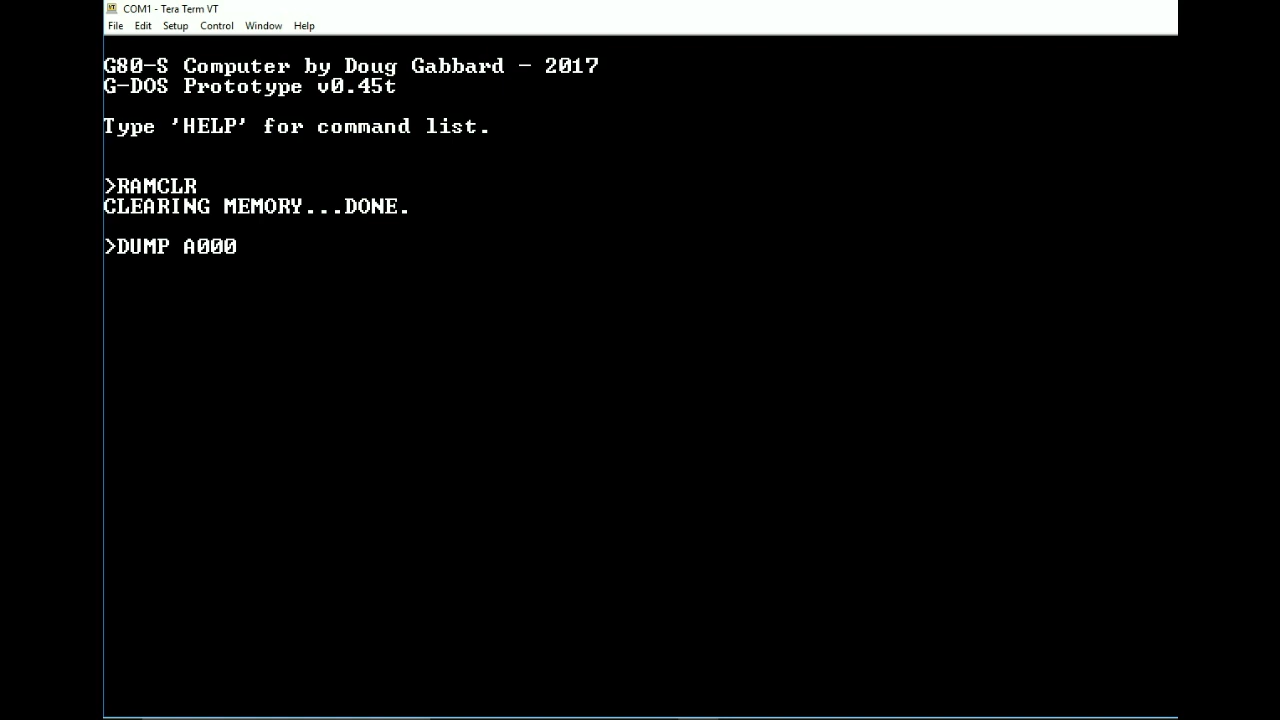 COM1 - Tera Term VT
File Edit Setup Control Window Help
G80-S Computer by Doug Gabbard - 2017
G-DOS Prototype v0.45t
Type 'HELP' for command list.
>RAMCLR
CLEARING MEMORY...DONE.
>DUMP A000